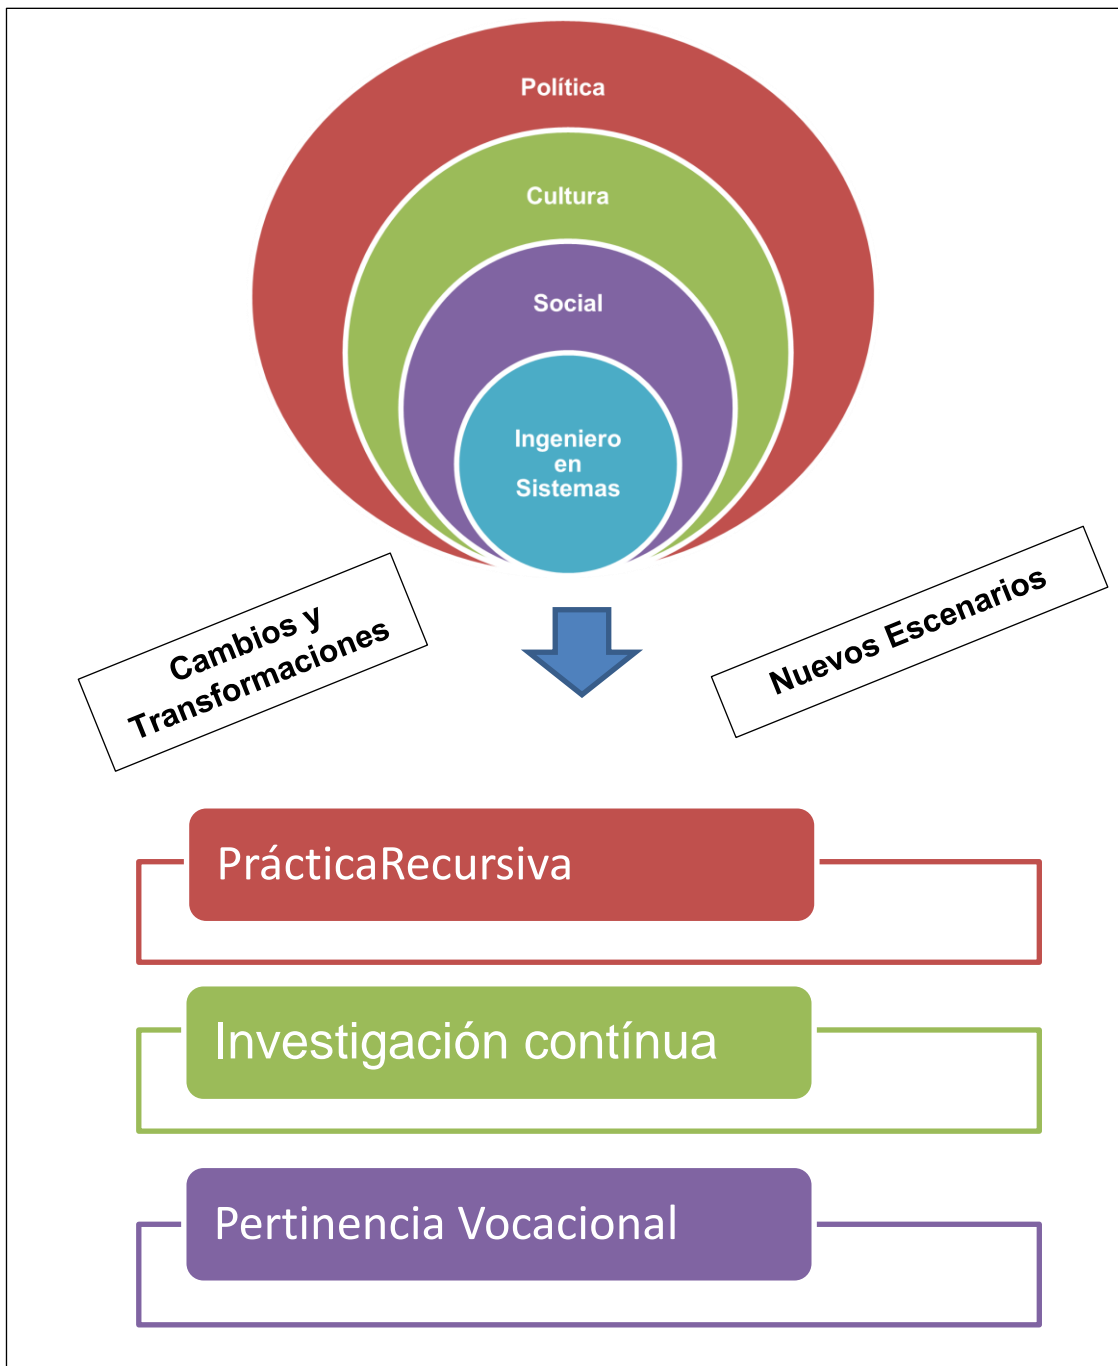 Política
Cultura
Social
Ingeniero
en
Sistemas
Cambios y
Transformaciones
Nuevos Escenarios
PrácticaRecursiva
Investigación contínua
Pertinencia Vocacional